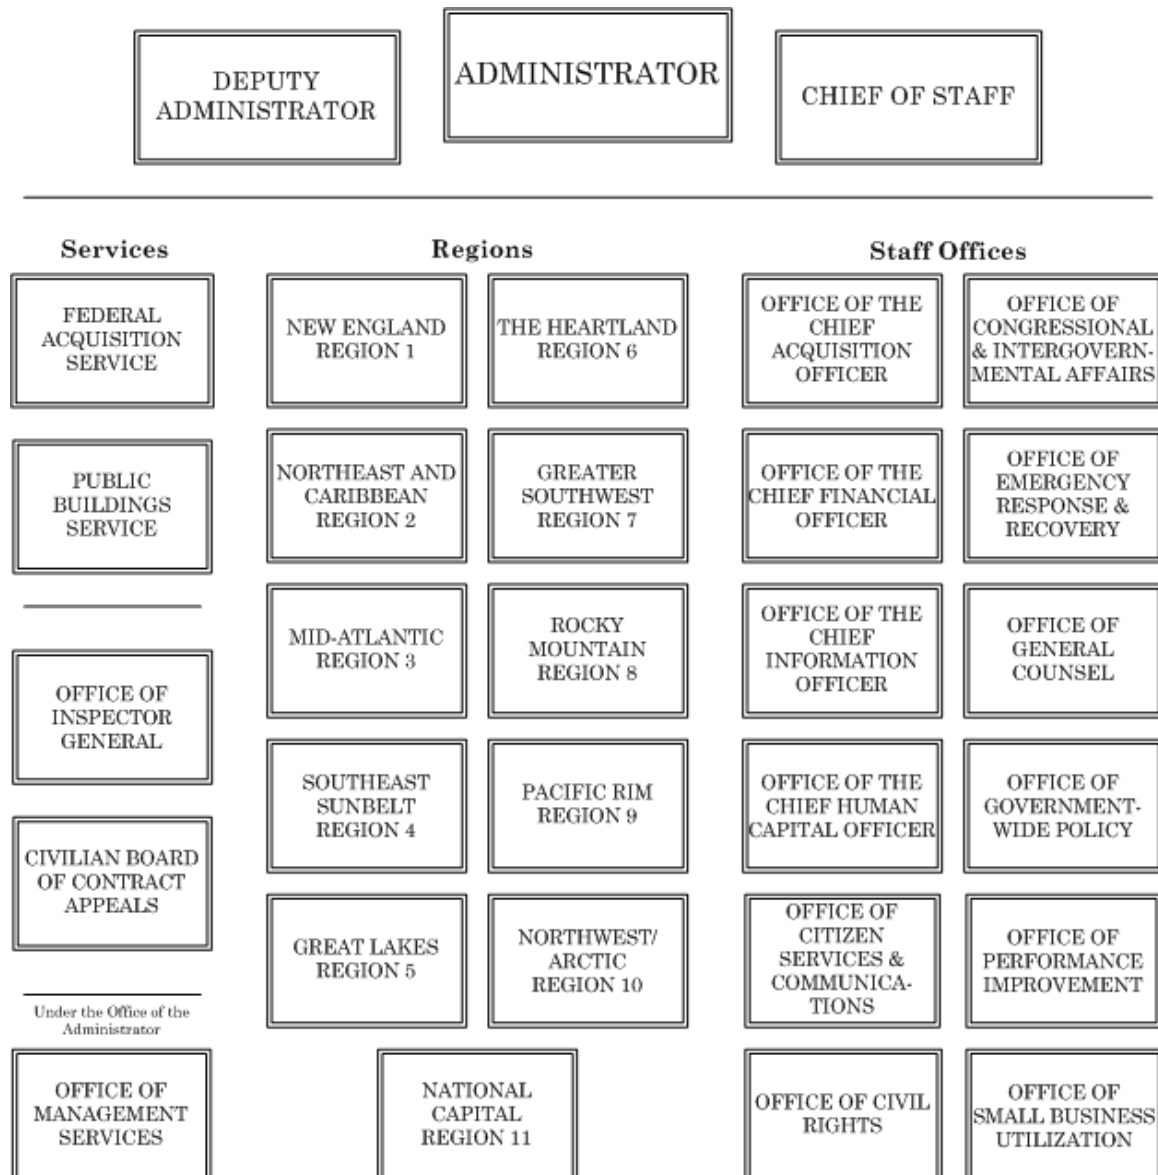 DEPUTY
ADMINISTRATOR
ADMINISTRATOR
CHIEF OF STAFF
Services
FEDERAL
ACQUISITION
SERVICE
PUBLIC
BUILDINGS
SERVICE
OFFICE OF
INSPECTOR
GENERAL
CIVILIAN BOARD
OF CONTRACT
APPEALS
Under the Office of the
Administrator
OFFICE OF
MANAGEMENT
SERVICES
Regions
NEW ENGLAND
REGION 1
THE HEARTLAND
REGION 6
NORTHEAST AND
CARIBBEAN
REGION 2
GREATER
SOUTHWEST
REGION 7
MID-ATLANTIC
REGION 3
ROCKY
MOUNTAIN
REGION 8
SOUTHEAST
SUNBELT
REGION 4
PACIFIC RIM
REGION 9
GREAT LAKES
REGION 5
NORTHWEST/
ARCTIC
REGION 10
NATIONAL
CAPITAL
REGION 11
Staff Offices
OFFICE OF THE
CHIEF
ACQUISITION
OFFICER
OFFICE OF
CONGRESSIONAL
& INTERGOVERN-
MENTAL AFFAIRS
OFFICE OF THE
CHIEF FINANCIAL
OFFICER
OFFICE OF
EMERGENCY
RESPONSE &
RECOVERY
OFFICE OF THE
CHIEF
INFORMATION
OFFICER
OFFICE OF
GENERAL
COUNSEL
OFFICE OF THE
CHIEF HUMAN
CAPITAL OFFICER
OFFICE OF
GOVERNMENT-
WIDE POLICY
OFFICE OF
CITIZEN
SERVICES &
COMMUNICA-
TIONS
OFFICE OF
PERFORMANCE
IMPROVEMENT
OFFICE OF CIVIL
RIGHTS
OFFICE OF
SMALL BUSINESS
UTILIZATION